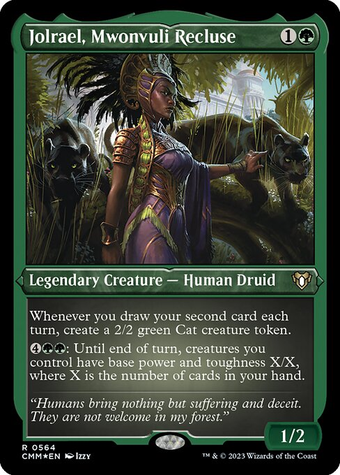 Jolrael, Mwonvuli Recluse 1
Legendary Creature — Human Druid
Whenever you draw your second card each
turn, create a 2/2 green Cat creature token.
4: Until end of turn, creatures you
control have base power and toughness X/X,
where X is the number of cards in your hand.
“Humans bring nothing but suffering and deceit.
They are not welcome in my forest.”
1/2
R 0564
CMM★EN Izzy
™ & © 2023 Wizards of the Coast